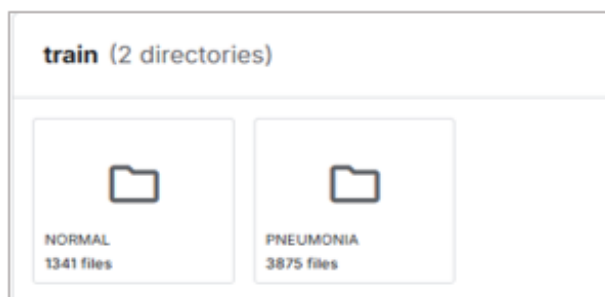 train (2 directories)
NORMAL
1341 files
PNEUMONIA
3875 files